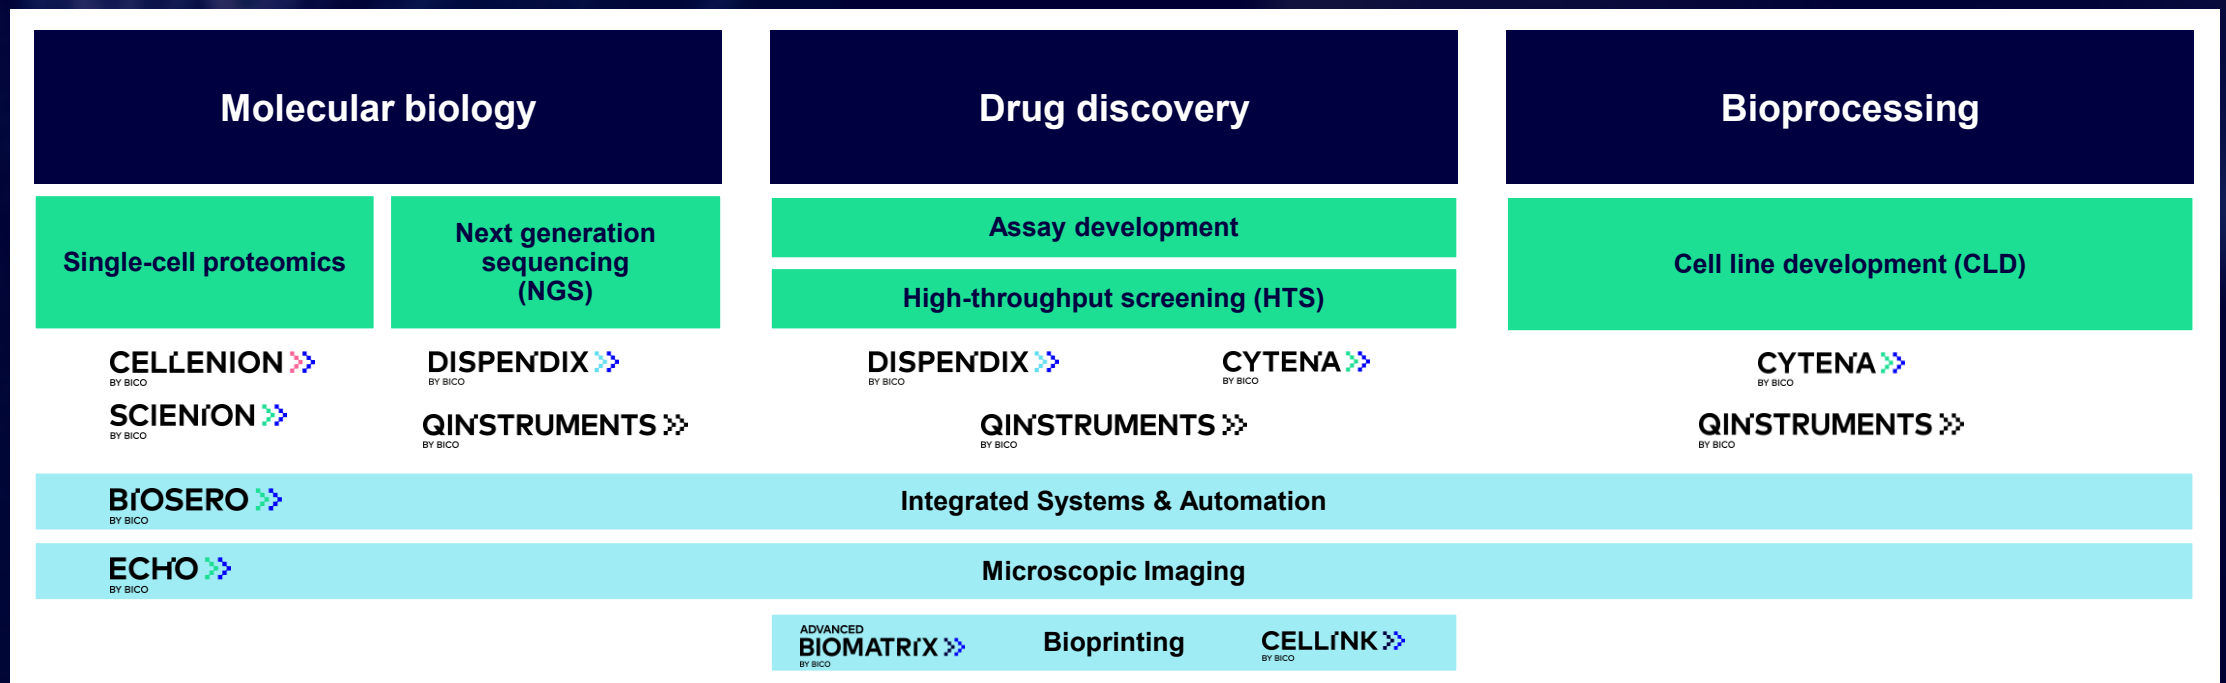 Molecular biology
Drug discovery
Bioprocessing
Single-cell proteomics
Next generation
sequencing
(NGS)
Assay development
High-throughput screening (HTS)
Cell line development (CLD)
CELLENION
BY BICO
SCIENION
BY BICO
DISPENDIX
BY BICO
QINSTRUMENTS
BY BICO
DISPENDIX
BY BICO
CYTENA
BY BICO
QINSTRUMENTS
BY BICO
CYTENA
BY BICO
QINSTRUMENTS
BY BICO
BIOSERO
BY BICO
Integrated Systems & Automation
ECHO
BY BICO
Microscopic Imaging
ADVANCED
BIOMATRIX
BY BICO
Bioprinting
CELLINK
BY BICO